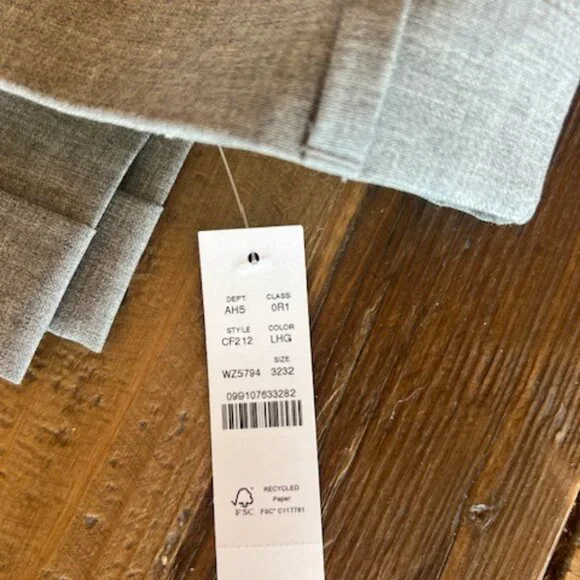 DEPT CLASS
AH5 0R1
STYLE COLOR
CF212 LHG
SIZE
WZ5794 3232
099107633282
RECYCLED
Paper
FSC FSC® C117781